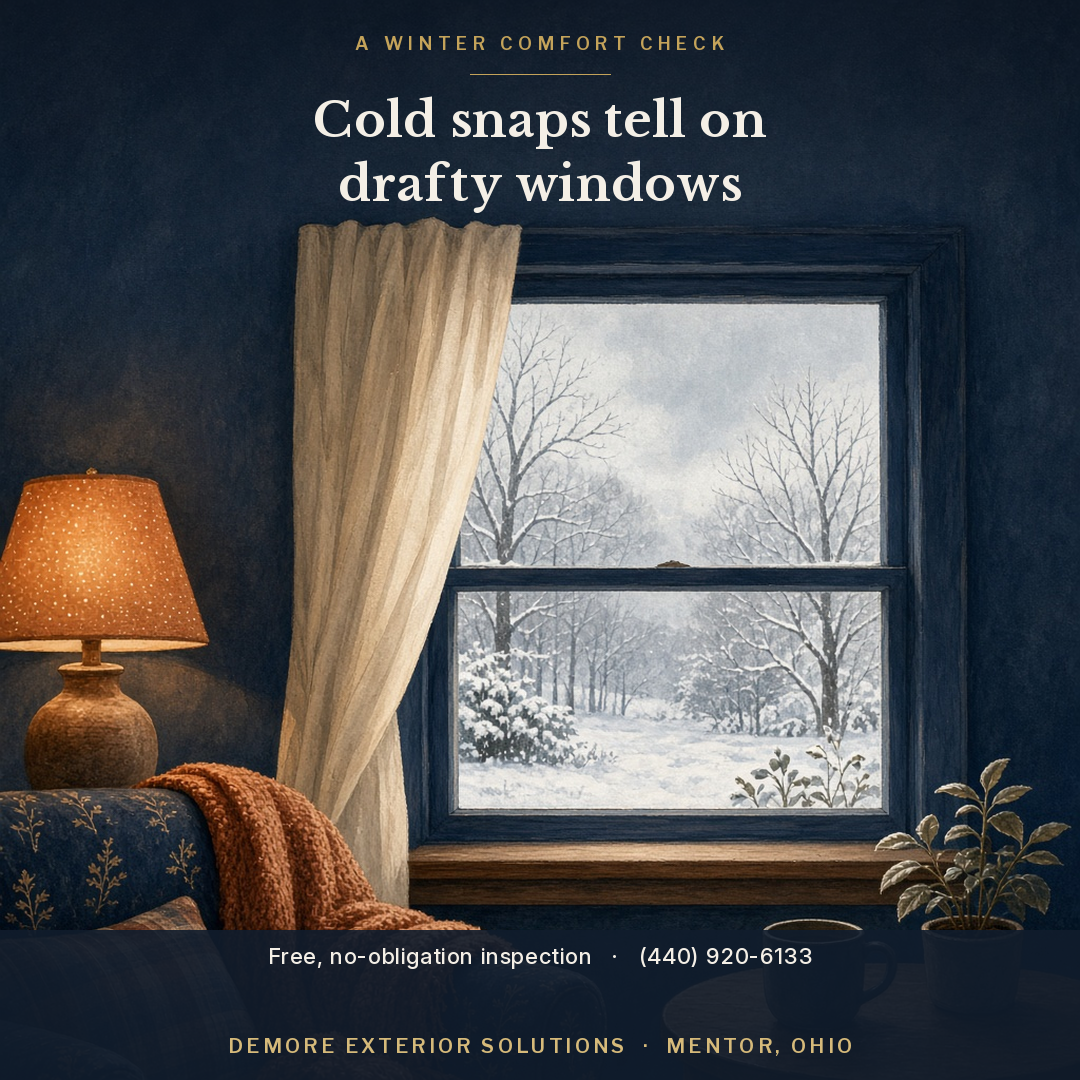 A WINTER COMFORT CHECK
Cold snaps tell on
drafty windows
Free, no-obligation inspection · (440) 920-6133
DEMORE EXTERIOR SOLUTIONS · MENTOR, OHIO